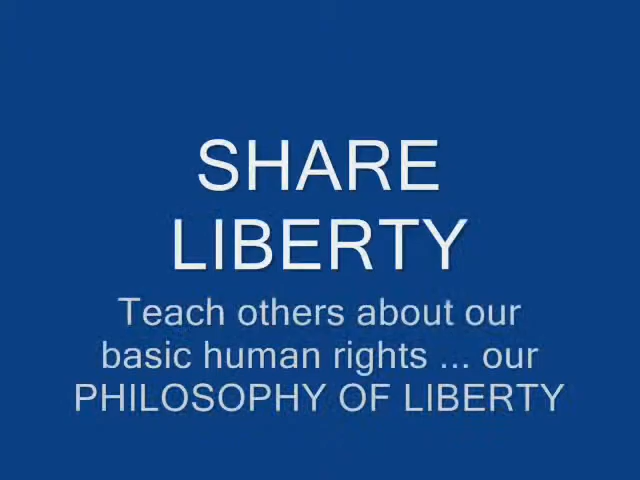 SHARE
LIBERTY
Teach others about our
basic human rights ... our
PHILOSOPHY OF LIBERTY